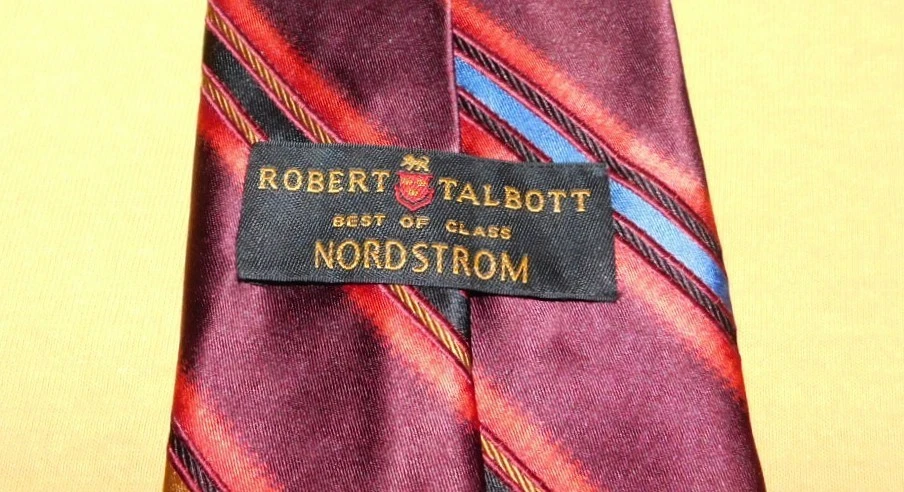 ROBERT TALBOTT
BEST OF CLASS
NORDSTROM